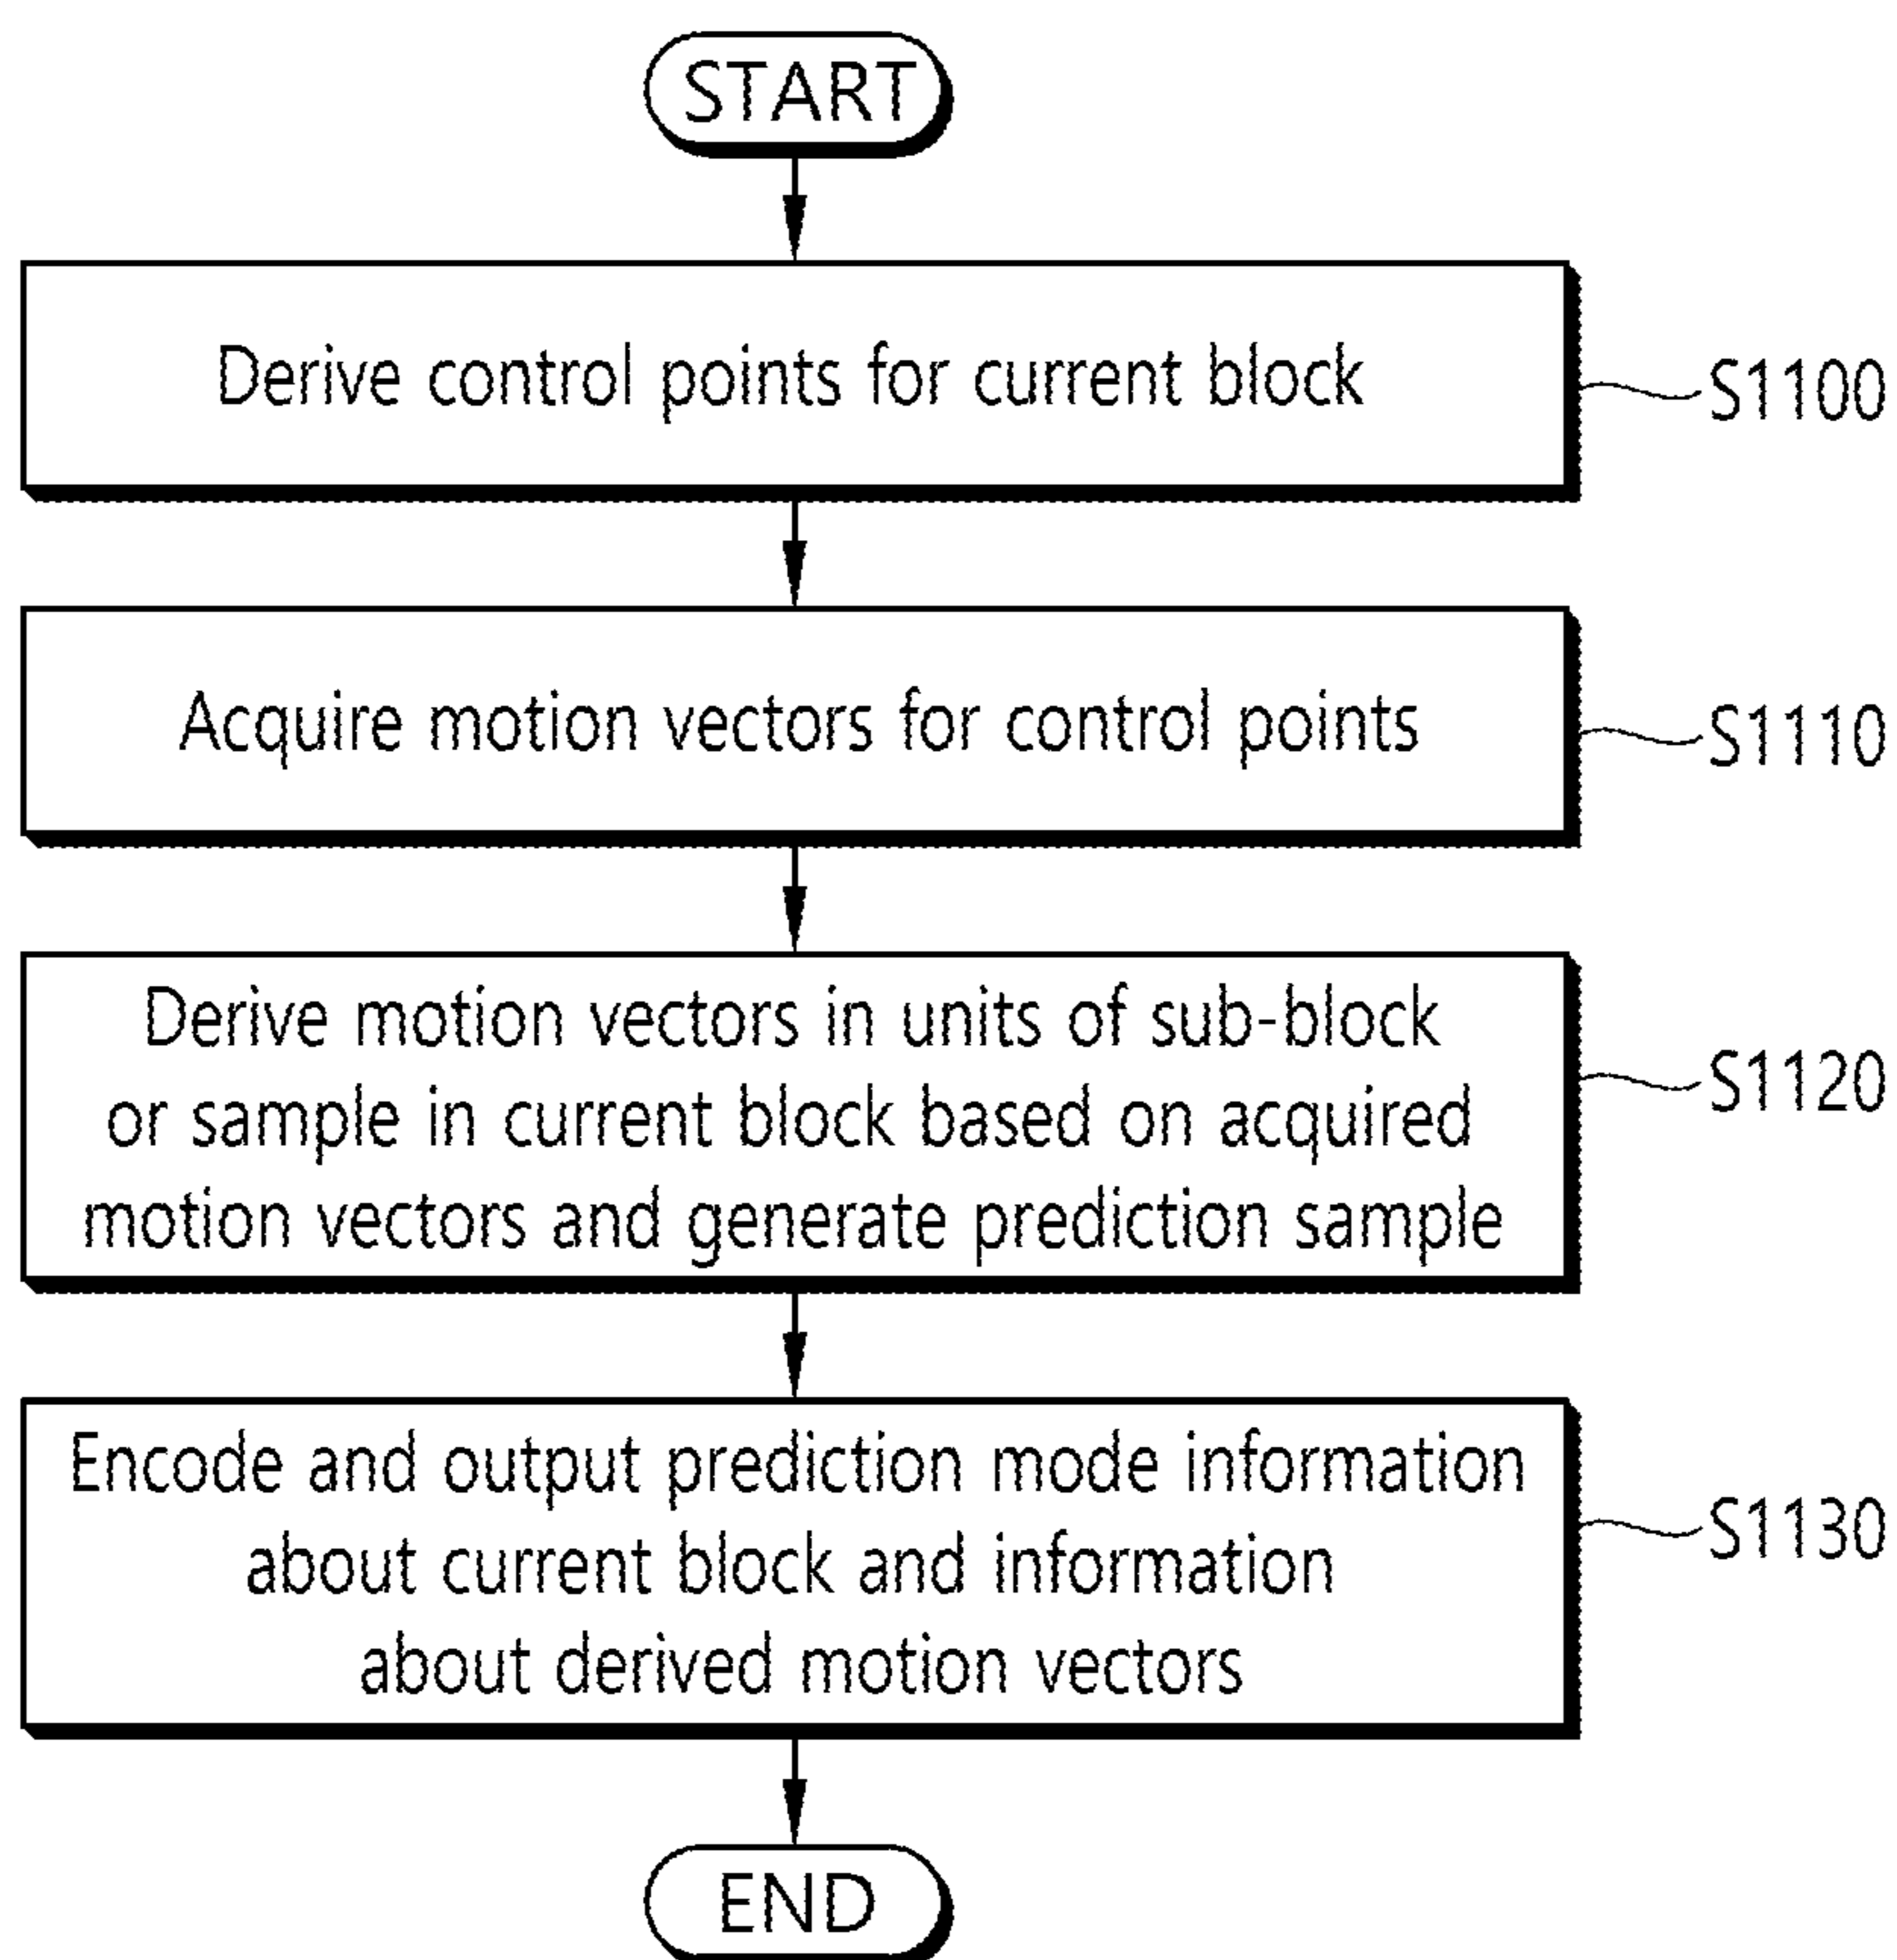 START
Derive control points for current block
S1100
Acquire motion vectors for control points
S1110
Derive motion vectors in units of sub-block
or sample in current block based on acquired
motion vectors and generate prediction sample
S1120
Encode and output prediction mode information
about current block and information
about derived motion vectors
S1130
END